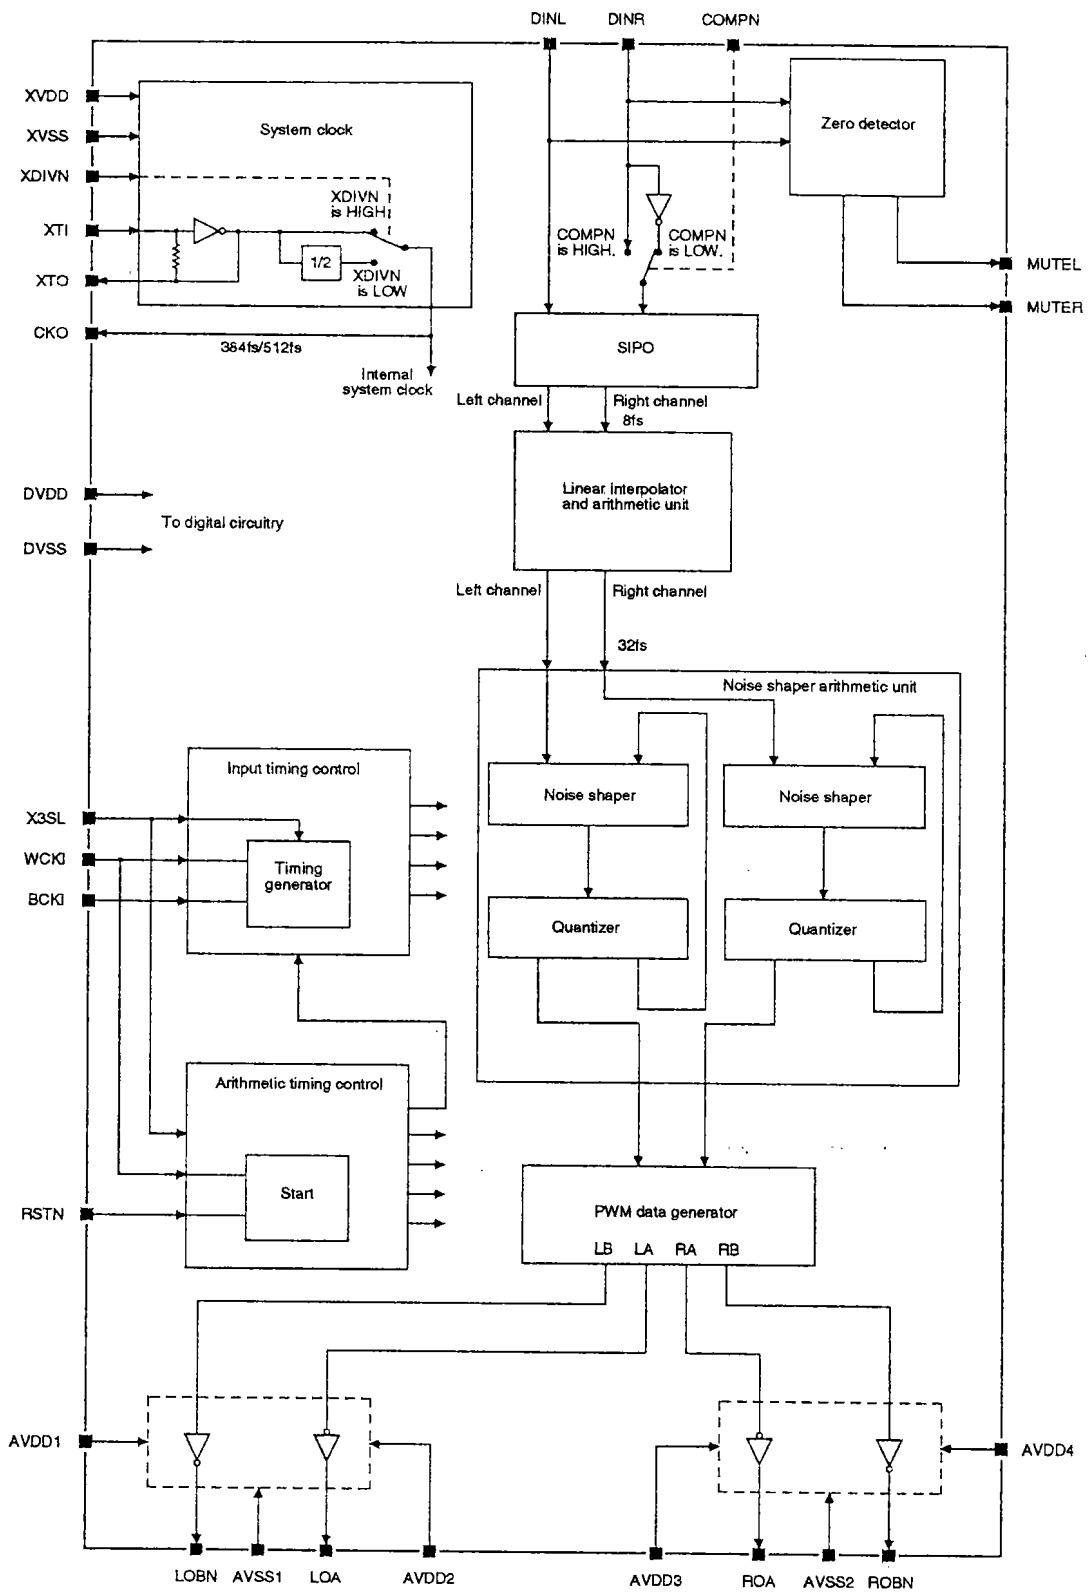 DINL DINR COMPN
XVDD
XVSS
XDIVN
XTI
XTO
CKO
System clock
XDIVN
is HIGH
1/2
XDIVN
is LOW
384fs/512fs
Internal
system clock
Zero detector
COMPN
is HIGH.
COMPN
is LOW.
MUTEL
MUTER
SIPO
Left channel
Right channel
8fs
DVDD
DVSS
To digital circuitry
Linear interpolator
and arithmetic unit
Left channel
Right channel
32fs
Noise shaper arithmetic unit
Input timing control
X3SL
WCKI
BCKI
Timing
generator
Noise shaper
Noise shaper
Quantizer
Quantizer
Arithmetic timing control
Start
RSTN
PWM data generator
LB LA RA RB
AVDD1
AVDD4
LOBN AVSS1 LOA AVDD2 AVDD3 ROA AVSS2 ROBN